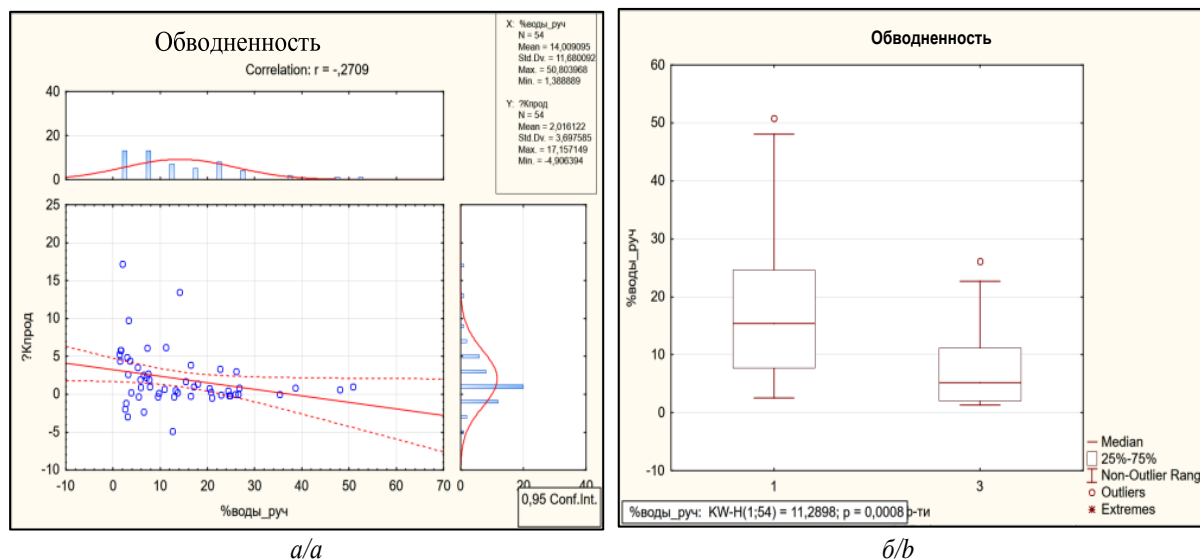 Обводненность
Correlation: r = -,2709
X: %воды_руч
N = 54
Mean = 14,009095
Std.Dv. = 11,680092
Max. = 50,803968
Min. = 1,388889
Y: ?Кпрод
N = 54
Mean = 2,016122
Std.Dv. = 3,697585
Max. = 17,157149
Min. = -4,906394
40
20
0
25
20
15
10
5
0
-5
-10
?Кпрод
-10 0 10 20 30 40 50 60 70
%воды_руч
0 20 40
0,95 Conf.Int.
а/a
Обводненность
60
50
40
30
20
10
0
-10
%воды_руч
1 3
%воды_руч: KW-H(1;54) = 11,2898; p = 0,0008
р-ти
Median
25%-75%
Non-Outlier Rang
Outliers
Extremes
б/b